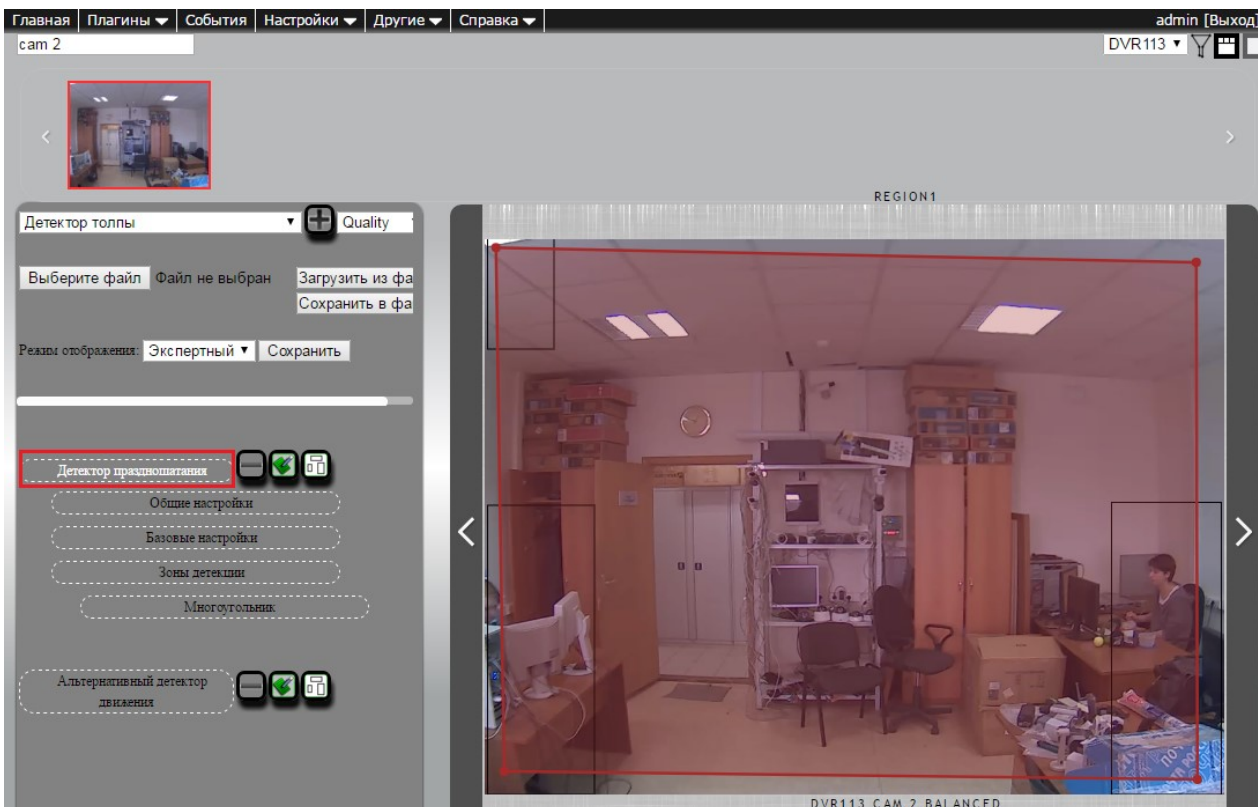 Главная Плагины События Настройки Другие Справка admin [Выход]
cam 2 DVR113
REGION1
Детектор толпы Quality
Выберите файл Файл не выбран Загрузить из фа
Сохранить в фа
Режим отображения: Экспертный Сохранить
Детектор праздношатания
Общие настройки
Базовые настройки
Зоны детекции
Многоугольник
Альтернативный детектор
движения
DVR113 CAM 2 BALANCED